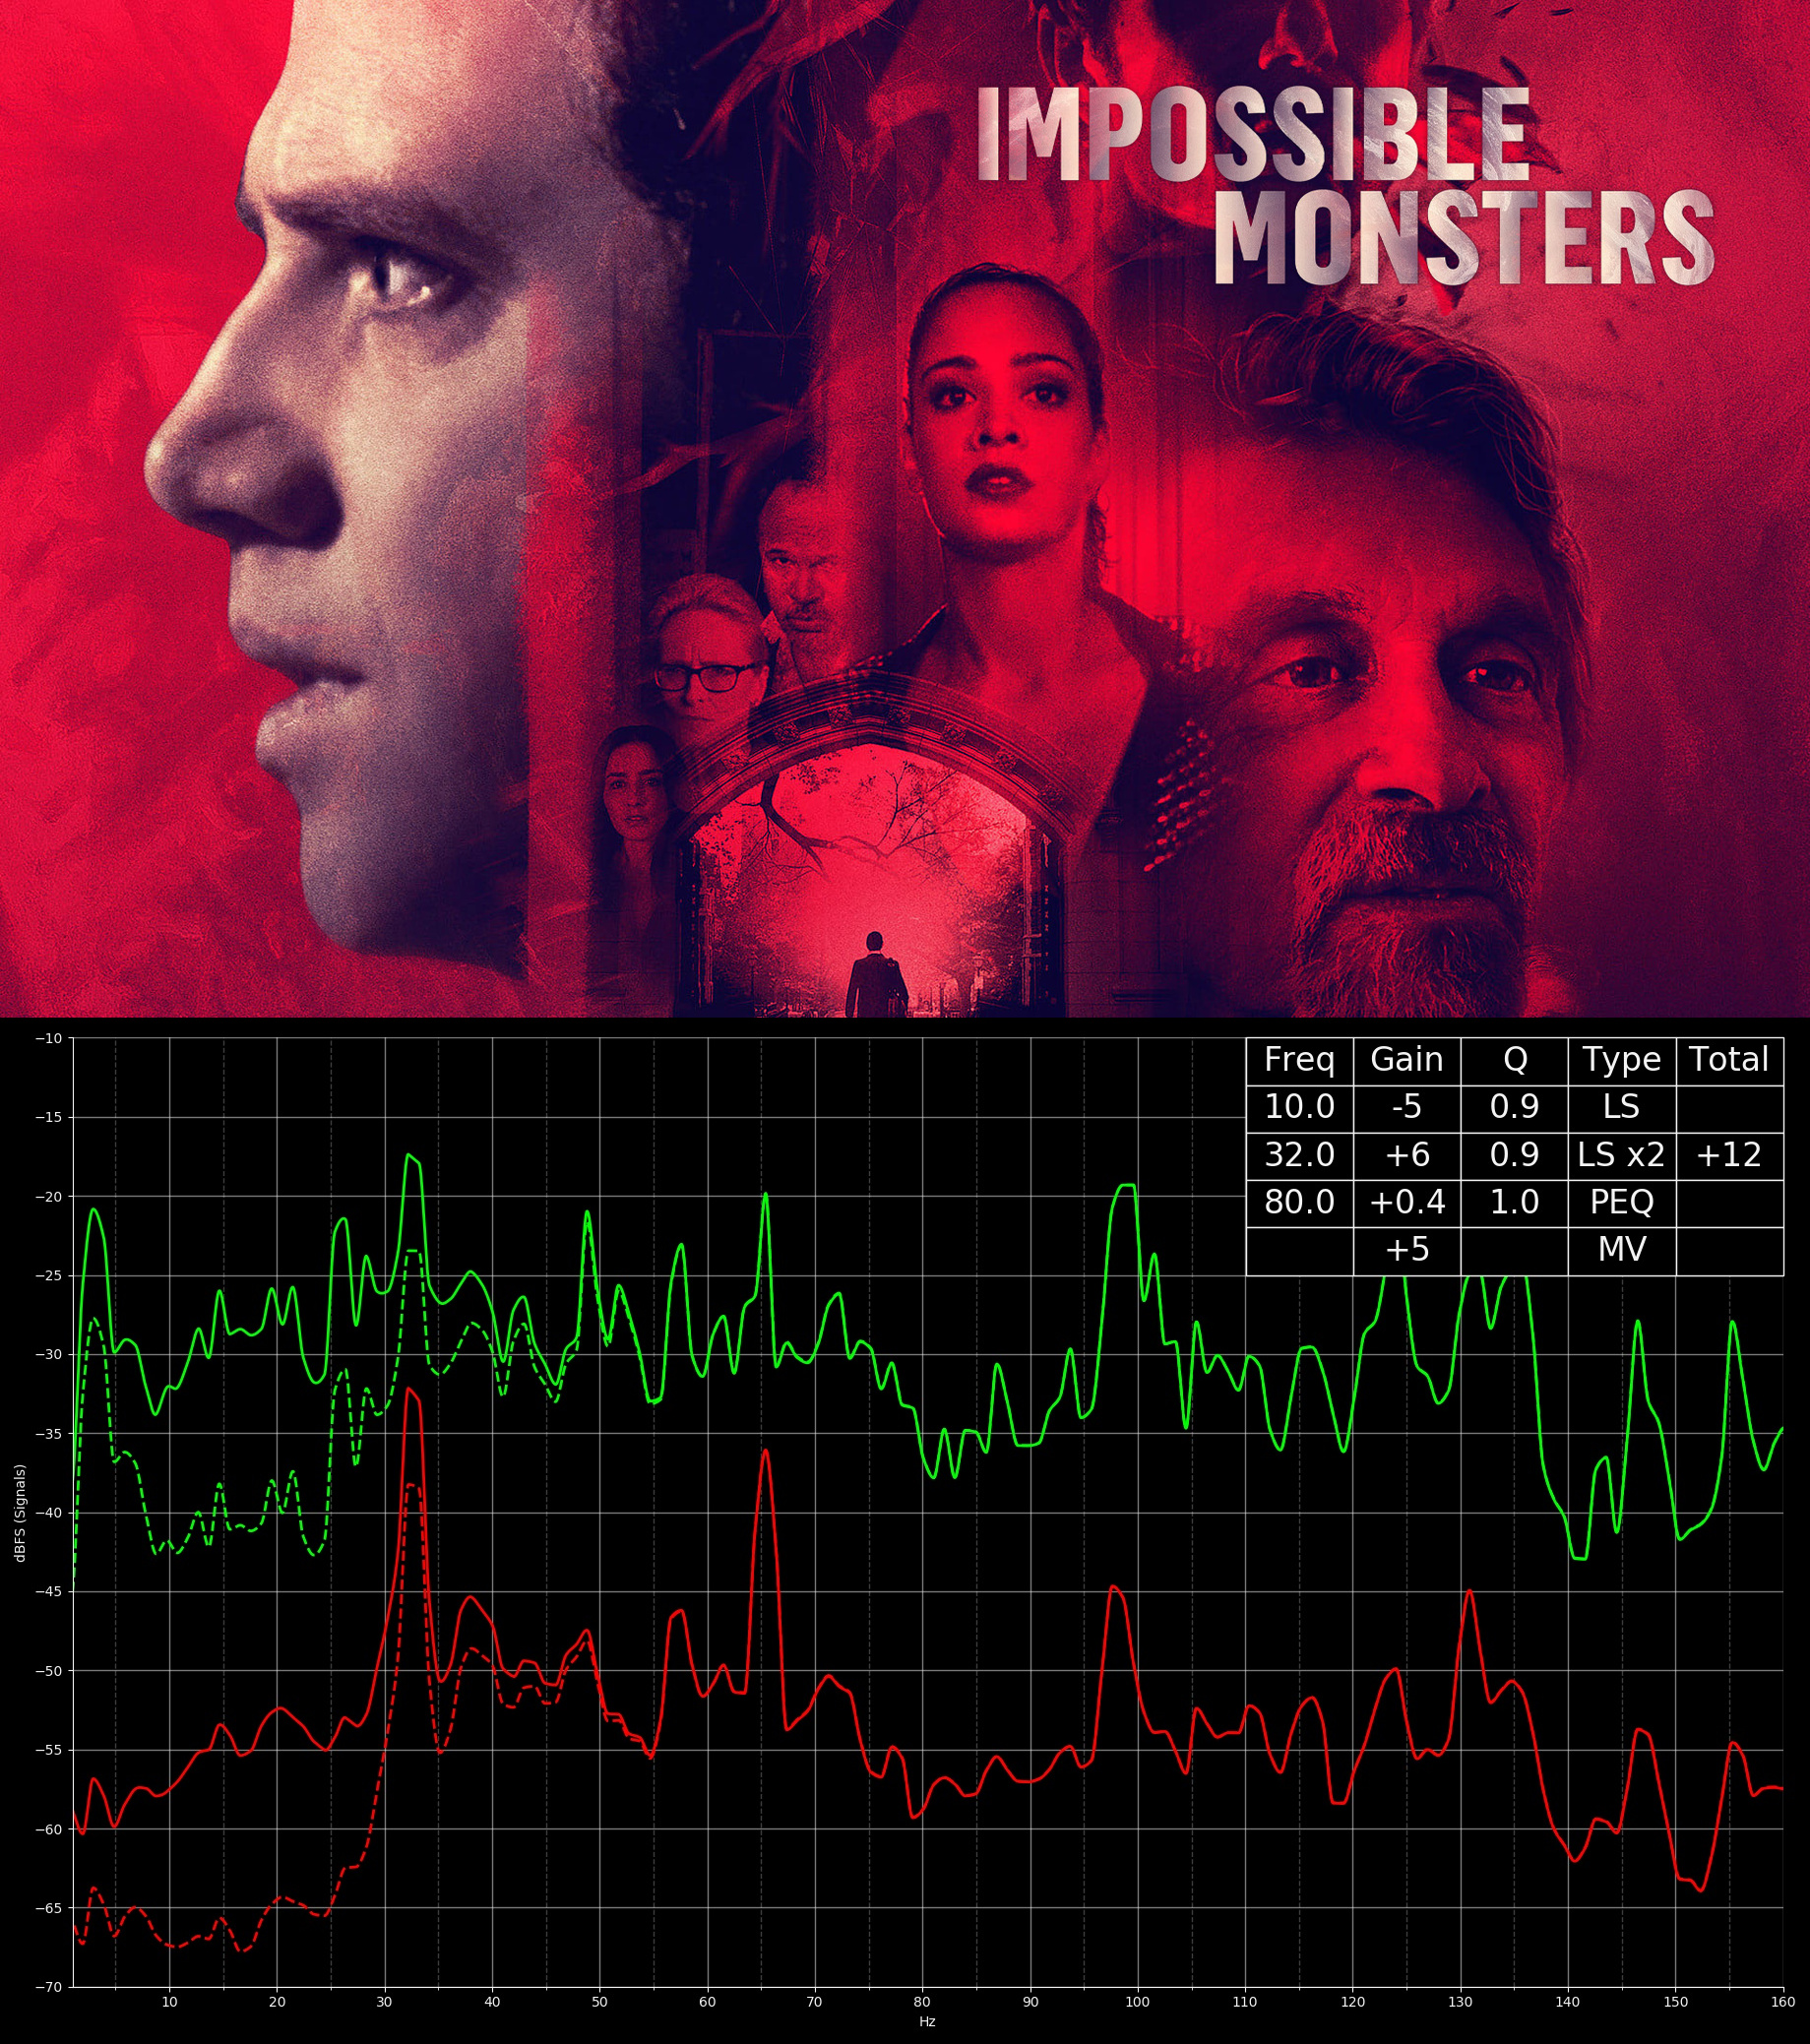 IMPOSSIBLE
MONSTERS
Freq Gain Q Type Total
10.0 -5 0.9 LS
32.0 +6 0.9 LS x2 +12
80.0 +0.4 1.0 PEQ
+5 MV
−10
−15
−20
−25
−30
−35
−40
−45
−50
−55
−60
−65
−70
dBFS (Signals)
10 20 30 40 50 60 70 80 90 100 110 120 130 140 150 160
Hz